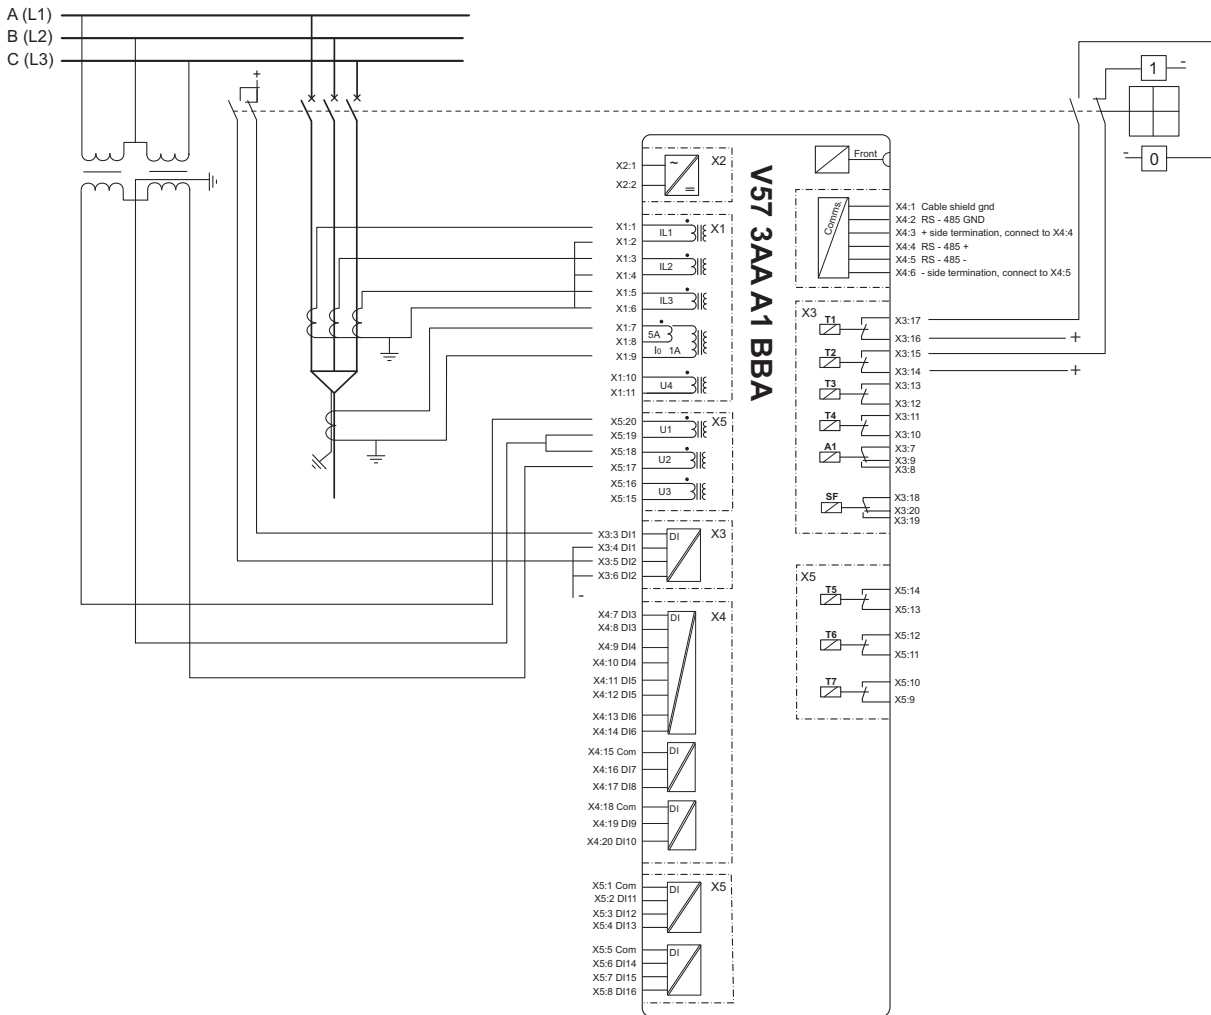 A (L1)
B (L2)
C (L3)
+
1
-
-
0
V57 3AA A1 BBA
X2:1
X2:2
~
=
X2
X1:1
X1:2
IL1
X1
X1:3
X1:4
IL2
X1:5
X1:6
IL3
X1:7
X1:8
X1:9
5A
I0 1A
X1:10
X1:11
U4
X5:20
X5:19
U1
X5
X5:18
X5:17
U2
X5:16
X5:15
U3
X3:3 DI1
X3:4 DI1
X3:5 DI2
X3:6 DI2
-
DI
X3
X4:7 DI3
X4:8 DI3
X4:9 DI4
X4:10 DI4
X4:11 DI5
X4:12 DI5
X4:13 DI6
X4:14 DI6
DI
X4
X4:15 Com
X4:16 DI7
X4:17 DI8
DI
X4:18 Com
X4:19 DI9
X4:20 DI10
DI
X5:1 Com
X5:2 DI11
X5:3 DI12
X5:4 DI13
DI
X5
X5:5 Com
X5:6 DI14
X5:7 DI15
X5:8 DI16
DI
Front
Comms.
X4:1 Cable shield gnd
X4:2 RS - 485 GND
X4:3 + side termination, connect to X4:4
X4:4 RS - 485 +
X4:5 RS - 485 -
X4:6 - side termination, connect to X4:5
X3
T1
X3:17
X3:16
+
T2
X3:15
X3:14
+
T3
X3:13
X3:12
T4
X3:11
X3:10
A1
X3:7
X3:9
X3:8
SF
X3:18
X3:20
X3:19
X5
T5
X5:14
X5:13
T6
X5:12
X5:11
T7
X5:10
X5:9